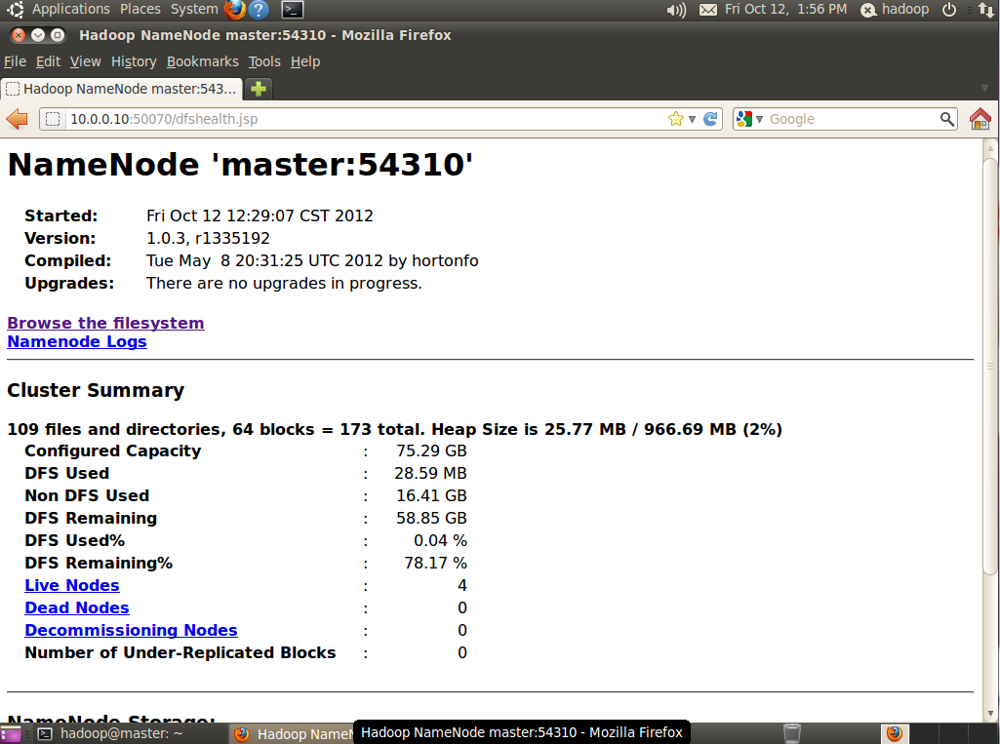 Applications Places System Fri Oct 12, 1:56 PM hadoop
Hadoop NameNode master:54310 - Mozilla Firefox
File Edit View History Bookmarks Tools Help
Hadoop NameNode master:543...
10.0.0.10:50070/dfshealth.jsp Google
NameNode 'master:54310'
Started: Fri Oct 12 12:29:07 CST 2012
Version: 1.0.3, r1335192
Compiled: Tue May 8 20:31:25 UTC 2012 by hortonfo
Upgrades: There are no upgrades in progress.
Browse the filesystem
Namenode Logs
Cluster Summary
109 files and directories, 64 blocks = 173 total. Heap Size is 25.77 MB / 966.69 MB (2%)
Configured Capacity : 75.29 GB
DFS Used : 28.59 MB
Non DFS Used : 16.41 GB
DFS Remaining : 58.85 GB
DFS Used% : 0.04 %
DFS Remaining% : 78.17 %
Live Nodes : 4
Dead Nodes : 0
Decommissioning Nodes : 0
Number of Under-Replicated Blocks : 0
NameNode Storage:
hadoop@master: ~ Hadoop NameN Hadoop NameNode master:54310 - Mozilla Firefox